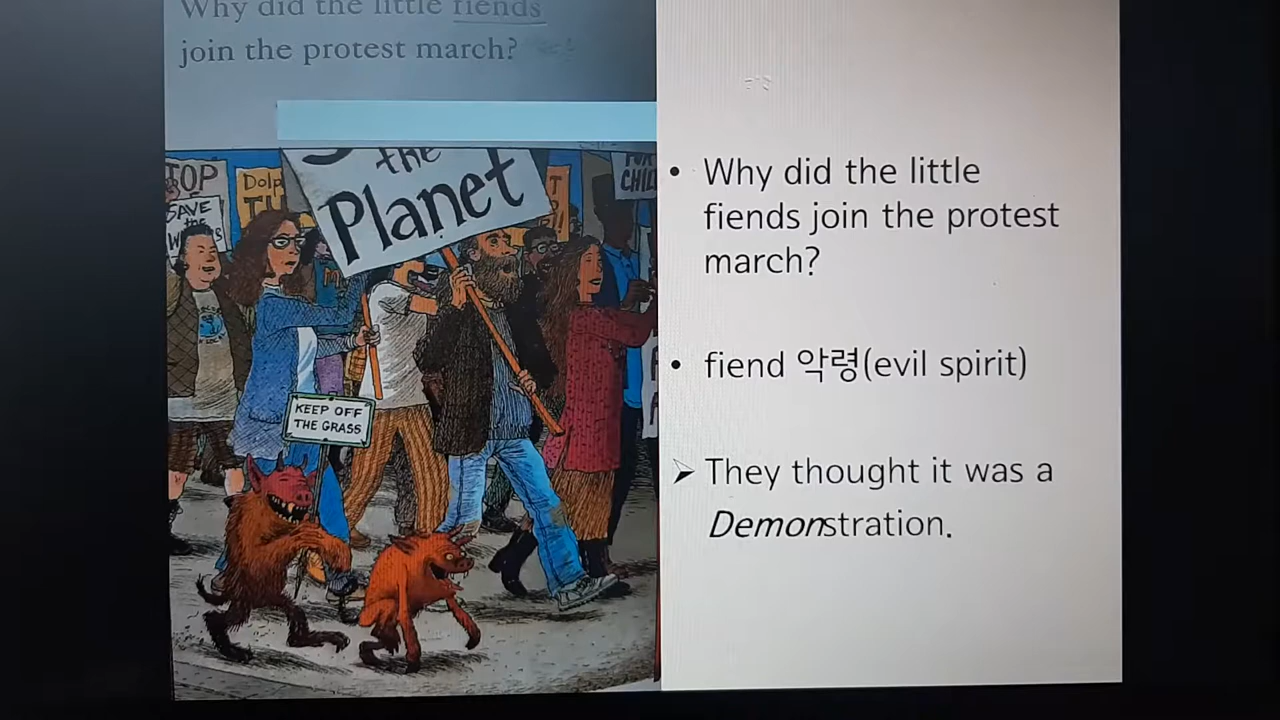 Why did the little fiends
join the protest march?
the
Planet
TOP
SAVE
the
Dolp
CHIL
KEEP OFF
THE GRASS
• Why did the little
fiends join the protest
march?
• fiend 악령(evil spirit)
➢ They thought it was a
Demonstration.